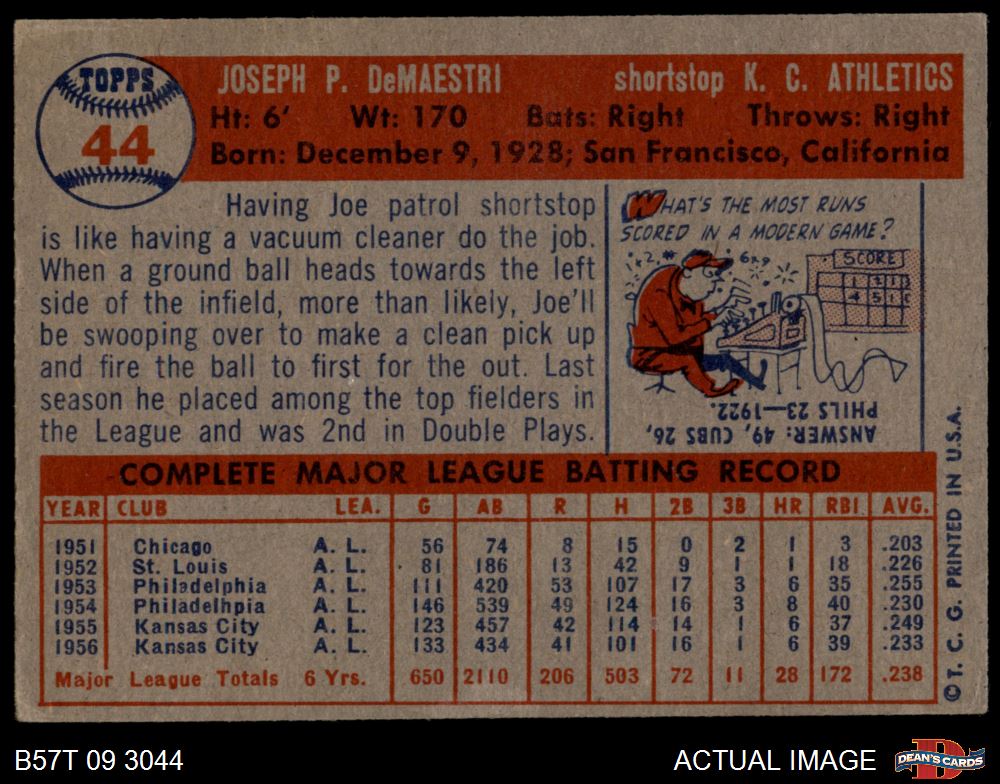 TOPPS
44
JOSEPH P. DeMAESTRI shortstop K. C. ATHLETICS
Ht: 6' Wt: 170 Bats: Right Throws: Right
Born: December 9, 1928; San Francisco, California
Having Joe patrol shortstop
is like having a vacuum cleaner do the job.
When a ground ball heads towards the left
side of the infield, more than likely, Joe'll
be swooping over to make a clean pick up
and fire the ball to first for the out. Last
season he placed among the top fielders in
the League and was 2nd in Double Plays.
WHAT'S THE MOST RUNS
SCORED IN A MODERN GAME?
SCORE
ANSWER: 49, CUBS 26,
PHILS 23—1922.
COMPLETE MAJOR LEAGUE BATTING RECORD
YEAR CLUB LEA. G AB R H 2B 3B HR RBI AVG.
1951 Chicago A. L. 56 74 8 15 0 2 1 3 .203
1952 St. Louis A. L. 81 186 13 42 9 1 1 18 .226
1953 Philadelphia A. L. 111 420 53 107 17 3 6 35 .255
1954 Philadelhpia A. L. 146 539 49 124 16 3 8 40 .230
1955 Kansas City A. L. 123 457 42 114 14 1 6 37 .249
1956 Kansas City A. L. 133 434 41 101 16 1 6 39 .233
Major League Totals 6 Yrs. 650 2110 206 503 72 11 28 172 .238
© T. C. G. PRINTED IN U.S.A.
B57T 09 3044 ACTUAL IMAGE
DEAN'S CARDS